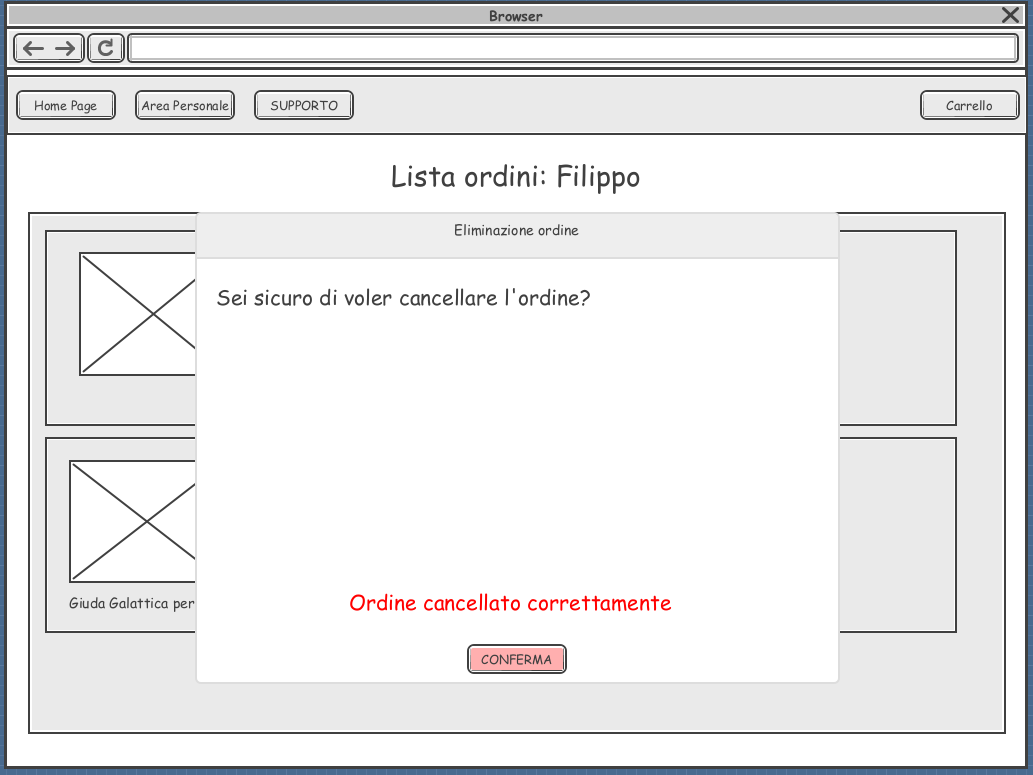 Browser
Home Page
Area Personale
SUPPORTO
Carrello
Lista ordini: Filippo
Eliminazione ordine
Sei sicuro di voler cancellare l'ordine?
Giuda Galattica per
Ordine cancellato correttamente
CONFERMA